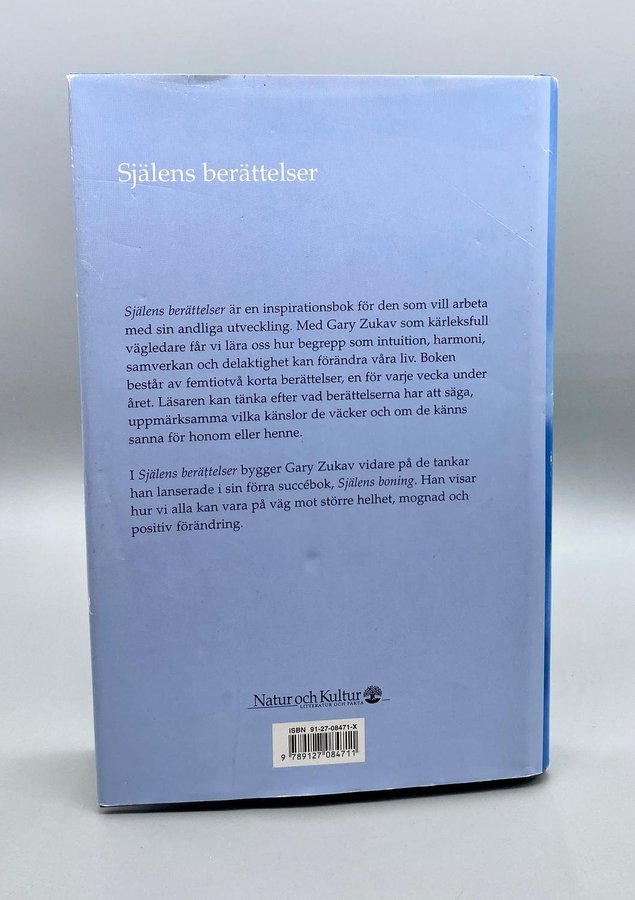 Själens berättelser
Själens berättelser är en inspirationsbok för den som vill arbeta
med sin andliga utveckling. Med Gary Zukav som kärleksfull
vägledare får vi lära oss hur begrepp som intuition, harmoni,
samverkan och delaktighet kan förändra våra liv. Boken
består av femtiotvå korta berättelser, en för varje vecka under
året. Läsaren kan tänka efter vad berättelserna har att säga,
uppmärksamma vilka känslor de väcker och om de känns
sanna för honom eller henne.
I Själens berättelser bygger Gary Zukav vidare på de tankar
han lanserade i sin förra succébok, Själens boning. Han visar
hur vi alla kan vara på väg mot större helhet, mognad och
positiv förändring.
Natur och Kultur
LITTERATUR OCH FAKTA
ISBN 91-27-08471-X
9 789127 084711